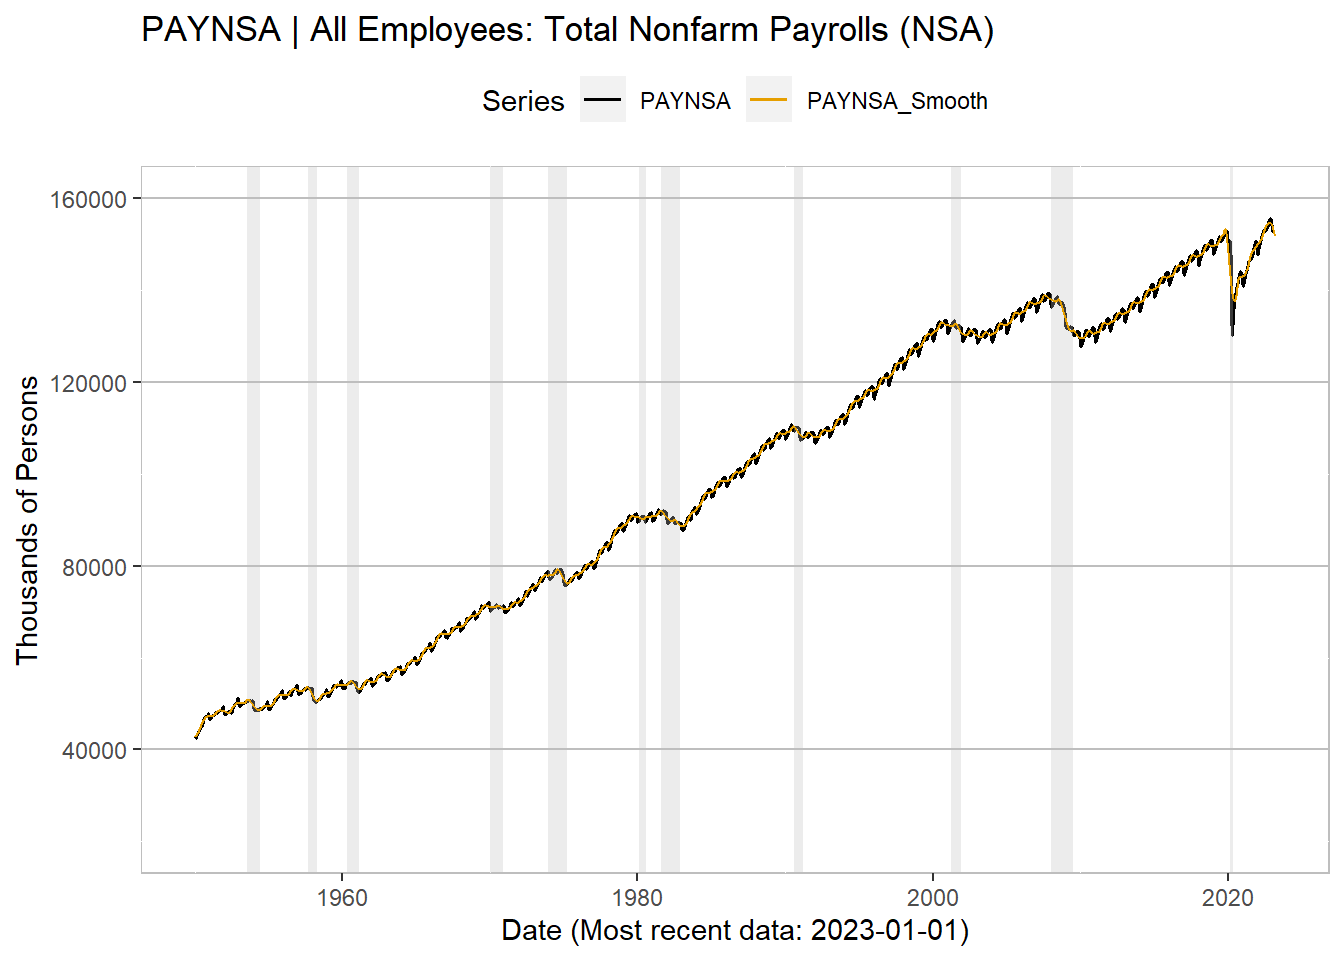 PAYNSA | All Employees: Total Nonfarm Payrolls (NSA)
Series PAYNSA PAYNSA_Smooth
160000
120000
80000
40000
Thousands of Persons
1960 1980 2000 2020
Date (Most recent data: 2023-01-01)